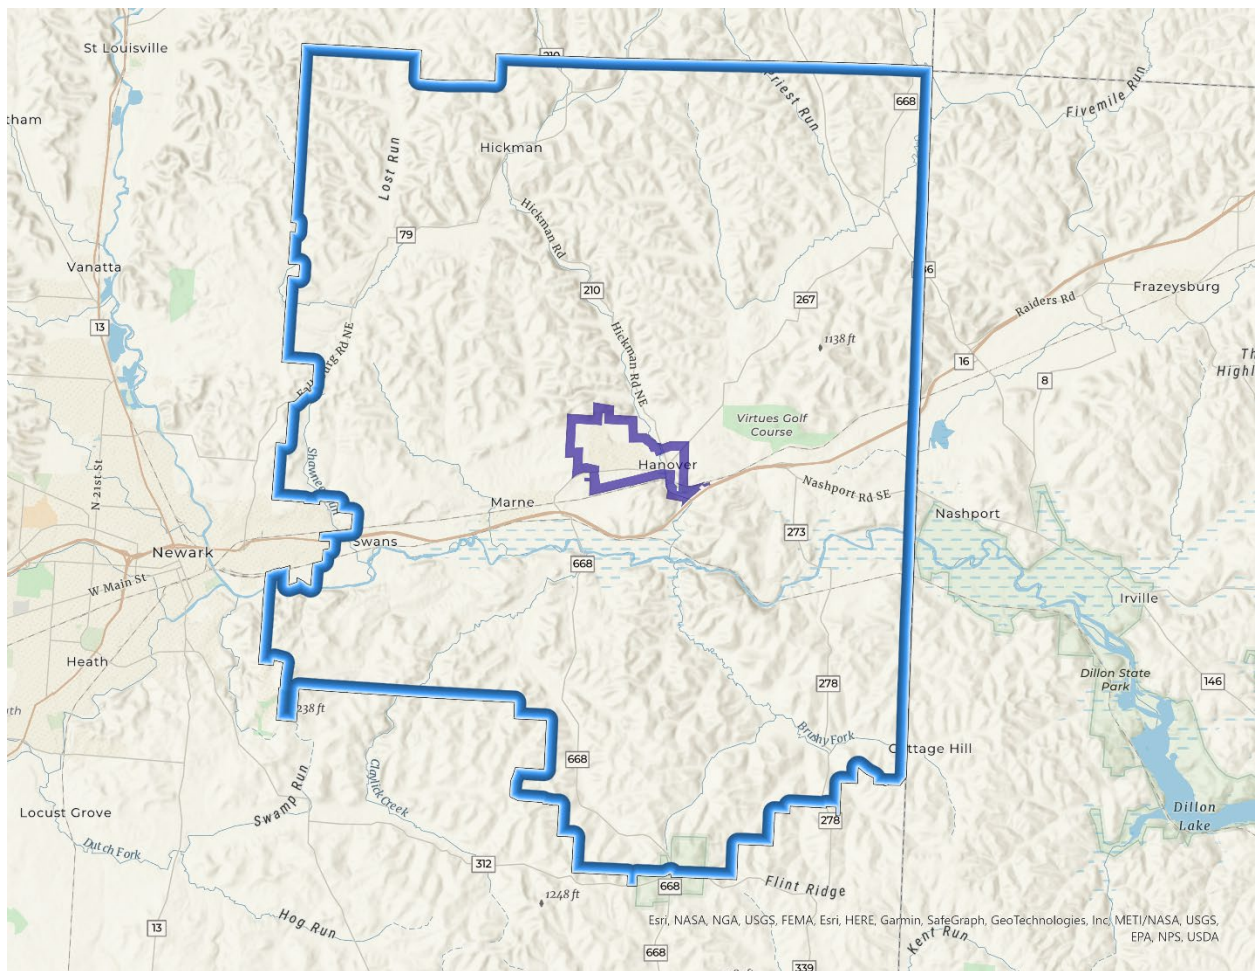 St Louisville
210
Priest Run
668
Fivemile Run
Hickman
Lost Run
Hickman Rd
79
Vanatta
210
267
Frazeysburg
Raiders Rd
13
Hickman Rd NE
1138 ft
16
8
Virtues Golf
Course
Hanover
N 21st St
Marne
Nashport Rd SE
Nashport
273
Swans
Newark
668
W Main St
Irville
Heath
Dillon State
Park
146
278
238 ft
Brushy Fork
668
Cottage Hill
Claylick Creek
Swamp Run
Locust Grove
278
Dillon
Lake
Dutch Fork
312
668
Flint Ridge
1248 ft
Hog Run
13
Esri, NASA, NGA, USGS, FEMA, Esri, HERE, Garmin, SafeGraph, GeoTechnologies, Inc, METI/NASA, USGS,
EPA, NPS, USDA
Kent Run
668
339